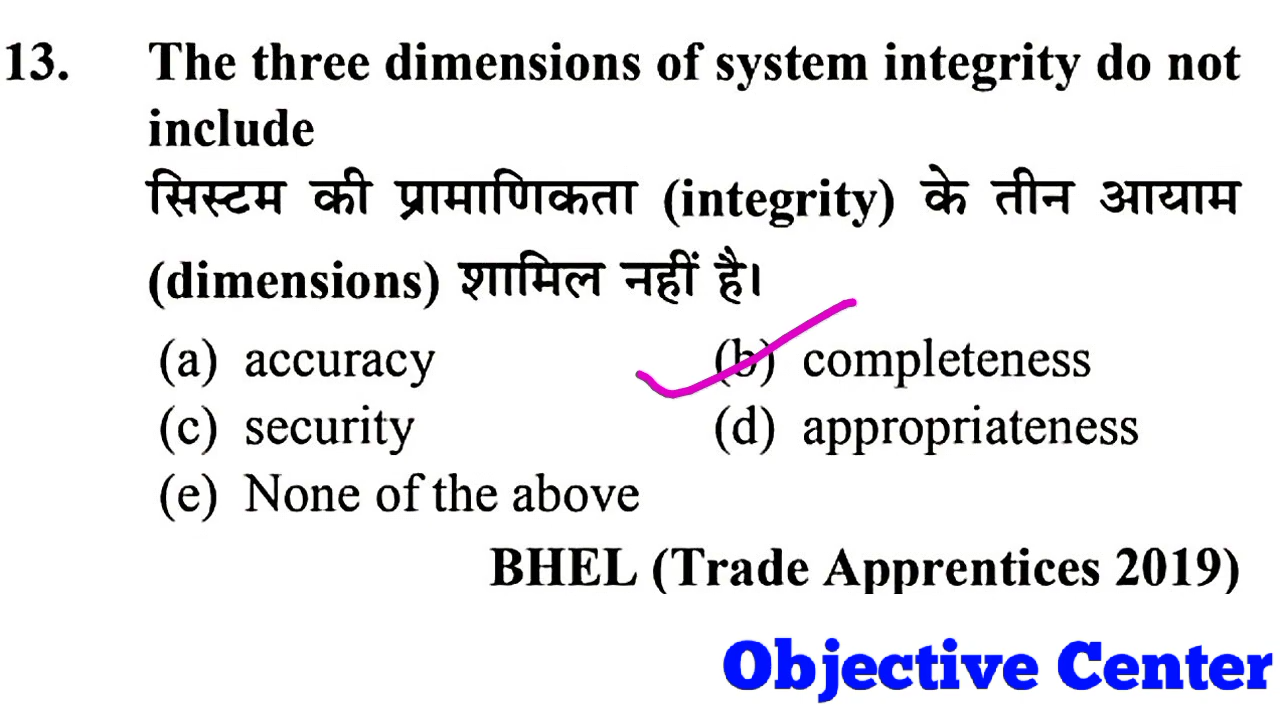 13. The three dimensions of system integrity do not
include
सिस्टम की प्रामाणिकता (integrity) के तीन आयाम
(dimensions) शामिल नहीं है।
(a) accuracy (b) completeness
(c) security (d) appropriateness
(e) None of the above
BHEL (Trade Apprentices 2019)
Objective Center